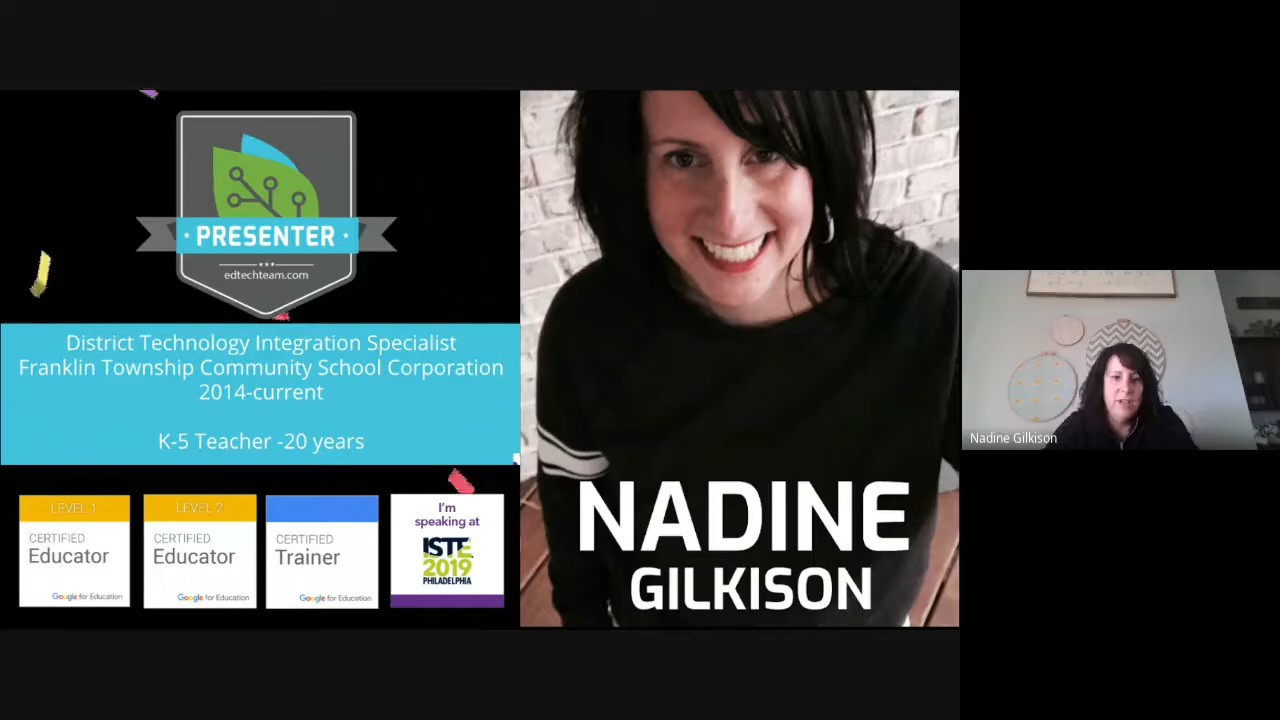 PRESENTER
edtechteam.com
District Technology Integration Specialist
Franklin Township Community School Corporation
2014-current
K-5 Teacher -20 years
LEVEL 1
CERTIFIED
Educator
Google for Education
LEVEL 2
CERTIFIED
Educator
Google for Education
CERTIFIED
Trainer
Google for Education
I'm
speaking at
ISTE
2019
PHILADELPHIA
NADINE
GILKISON
Nadine Gilkison